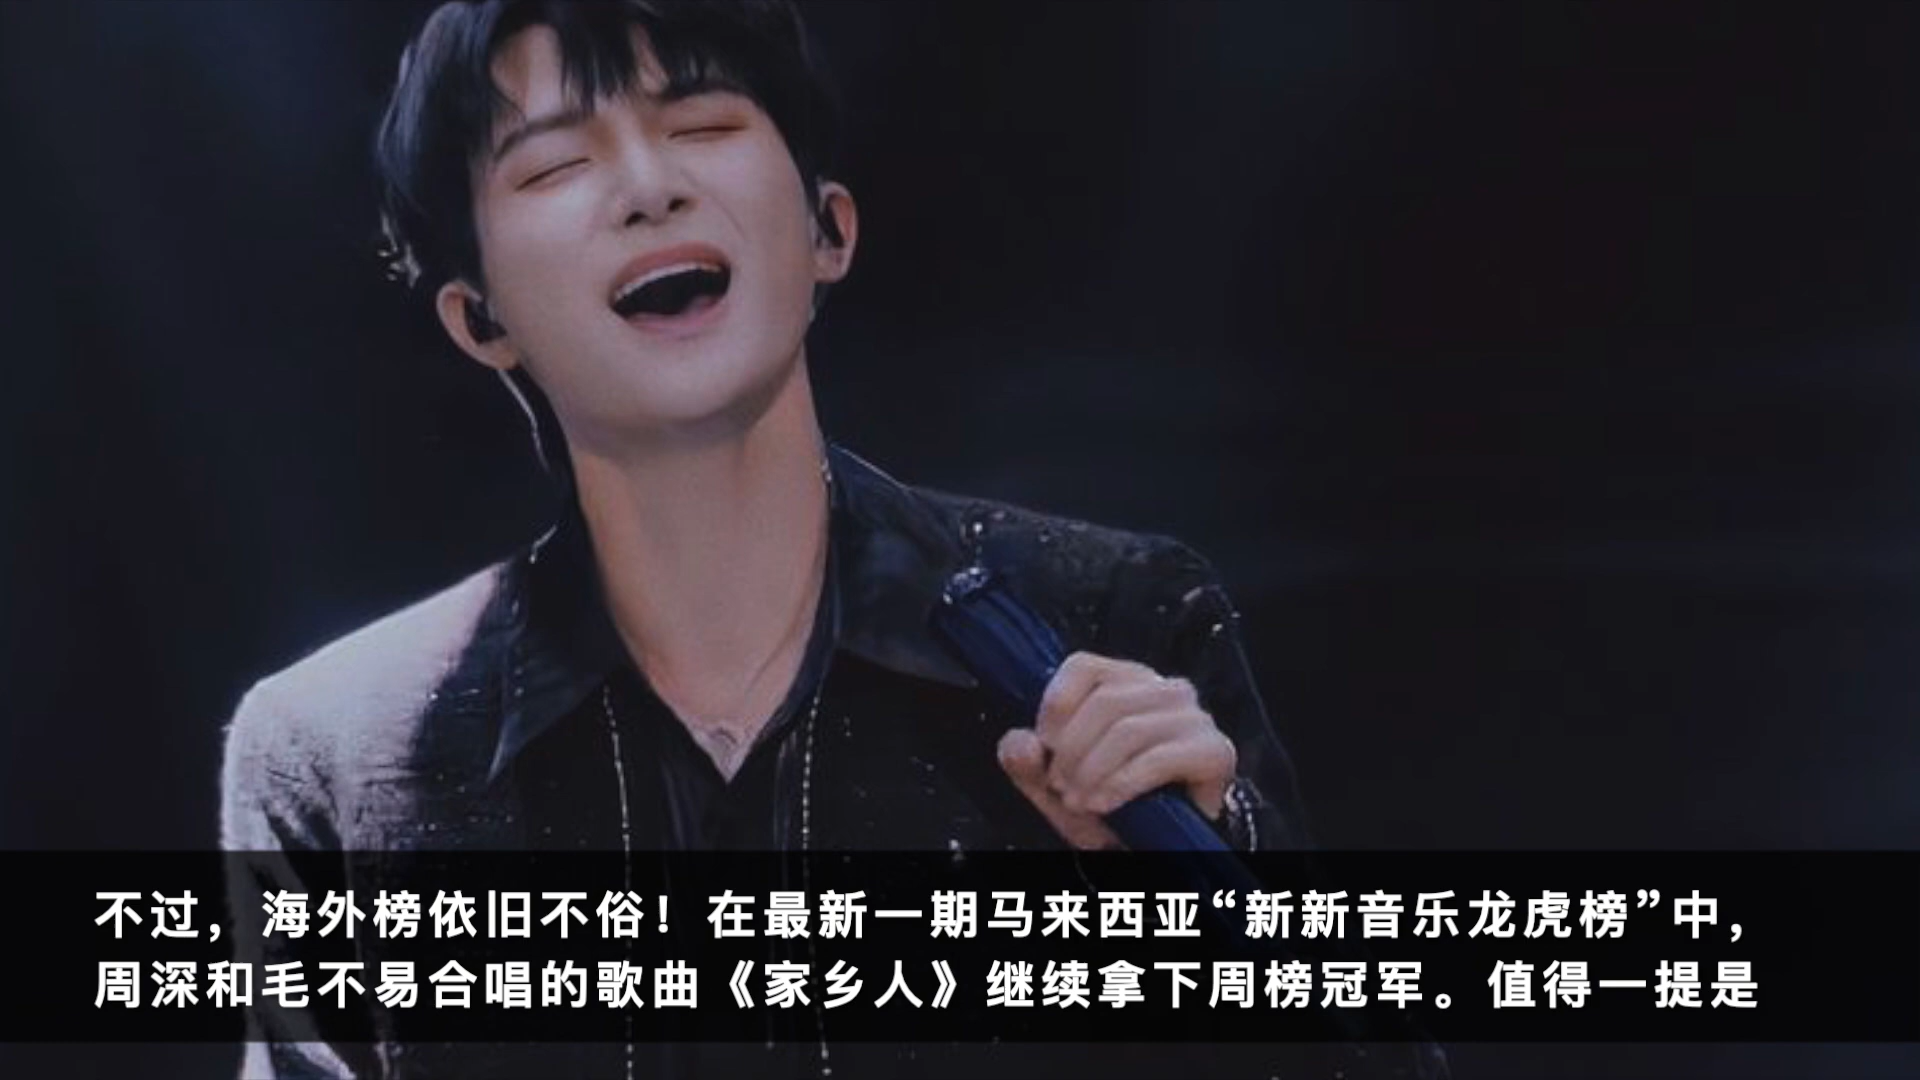 不过，海外榜依旧不俗！在最新一期马来西亚“新新音乐龙虎榜”中，
周深和毛不易合唱的歌曲《家乡人》继续拿下周榜冠军。值得一提是